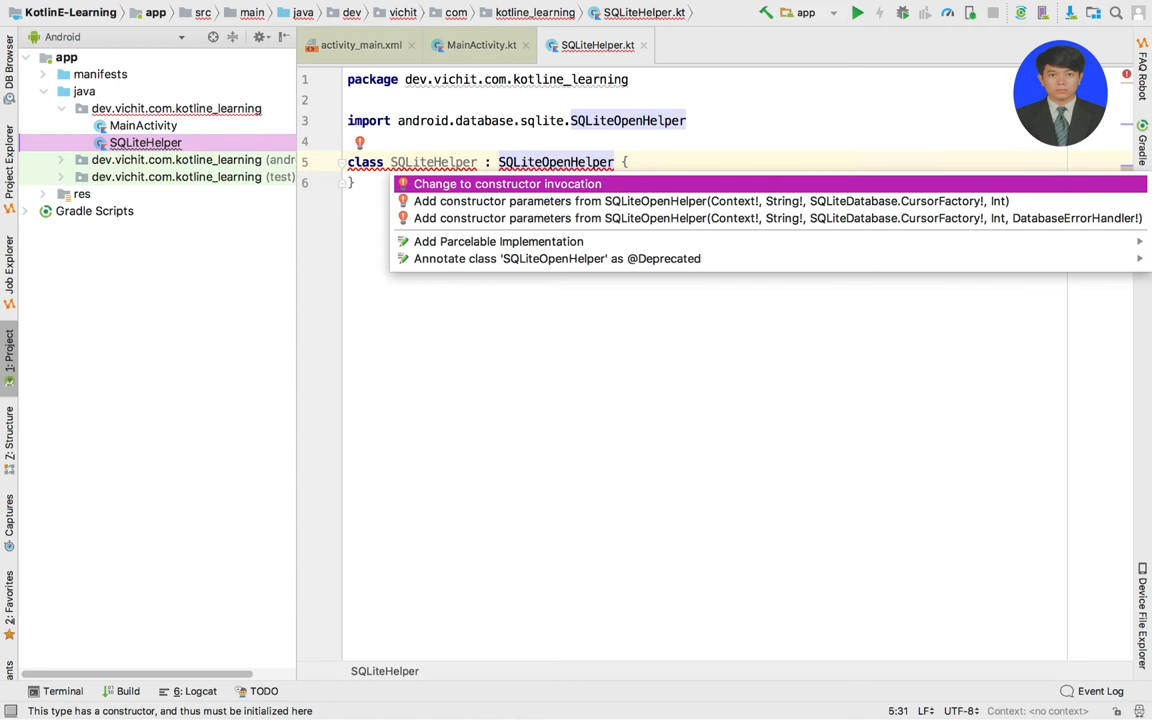 KotlinE-Learning app src main java dev vichit com kotline_learning SQLiteHelper.kt app
Android
activity_main.xml MainActivity.kt SQLiteHelper.kt
app
manifests
java
dev.vichit.com.kotline_learning
MainActivity
SQLiteHelper
dev.vichit.com.kotline_learning (andr
dev.vichit.com.kotline_learning (test)
res
Gradle Scripts
1 package dev.vichit.com.kotline_learning
2
3 import android.database.sqlite.SQLiteOpenHelper
4
5 class SQLiteHelper : SQLiteOpenHelper {
6 }
Change to constructor invocation
Add constructor parameters from SQLiteOpenHelper(Context!, String!, SQLiteDatabase.CursorFactory!, Int)
Add constructor parameters from SQLiteOpenHelper(Context!, String!, SQLiteDatabase.CursorFactory!, Int, DatabaseErrorHandler!)
Add Parcelable Implementation
Annotate class 'SQLiteOpenHelper' as @Deprecated
DB Browser
Project Explorer
Job Explorer
1: Project
Z: Structure
Captures
2: Favorites
ants
FAQ Robot
Gradle
Device File Explorer
SQLiteHelper
Terminal Build 6: Logcat TODO Event Log
This type has a constructor, and thus must be initialized here 5:31 LF UTF-8 Context: <no context>